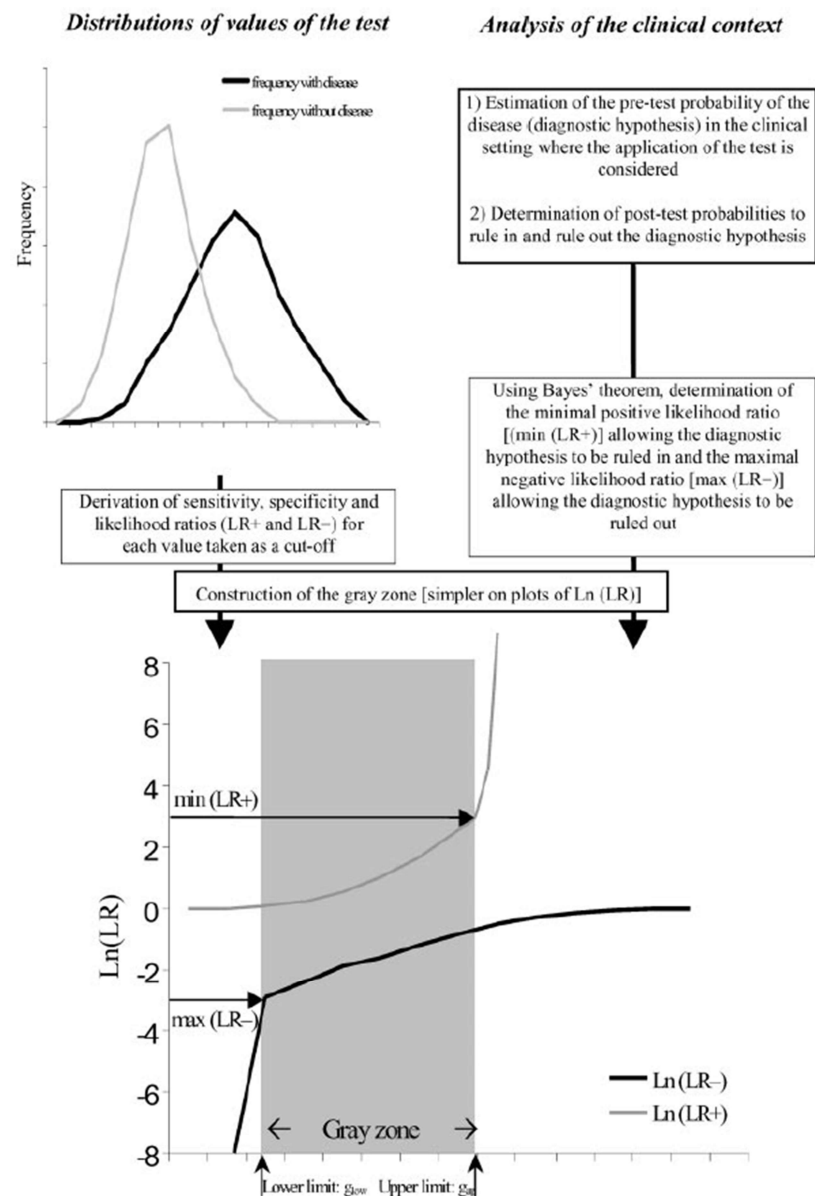 Distributions of values of the test
frequency with disease
frequency without disease
Frequency
Derivation of sensitivity, specificity and
likelihood ratios (LR+ and LR−) for
each value taken as a cut-off
Analysis of the clinical context
1) Estimation of the pre-test probability of the
disease (diagnostic hypothesis) in the clinical
setting where the application of the test is
considered
2) Determination of post-test probabilities to
rule in and rule out the diagnostic hypothesis
Using Bayes' theorem, determination of
the minimal positive likelihood ratio
[(min (LR+)] allowing the diagnostic
hypothesis to be ruled in and the maximal
negative likelihood ratio [max (LR−)]
allowing the diagnostic hypothesis to be
ruled out
Construction of the gray zone [simpler on plots of Ln (LR)]
8
6
4
min (LR+)
2
0
Ln(LR)
-2
max (LR−)
-4
-6
-8
Ln (LR−)
Ln (LR+)
Gray zone
Lower limit: glow Upper limit: